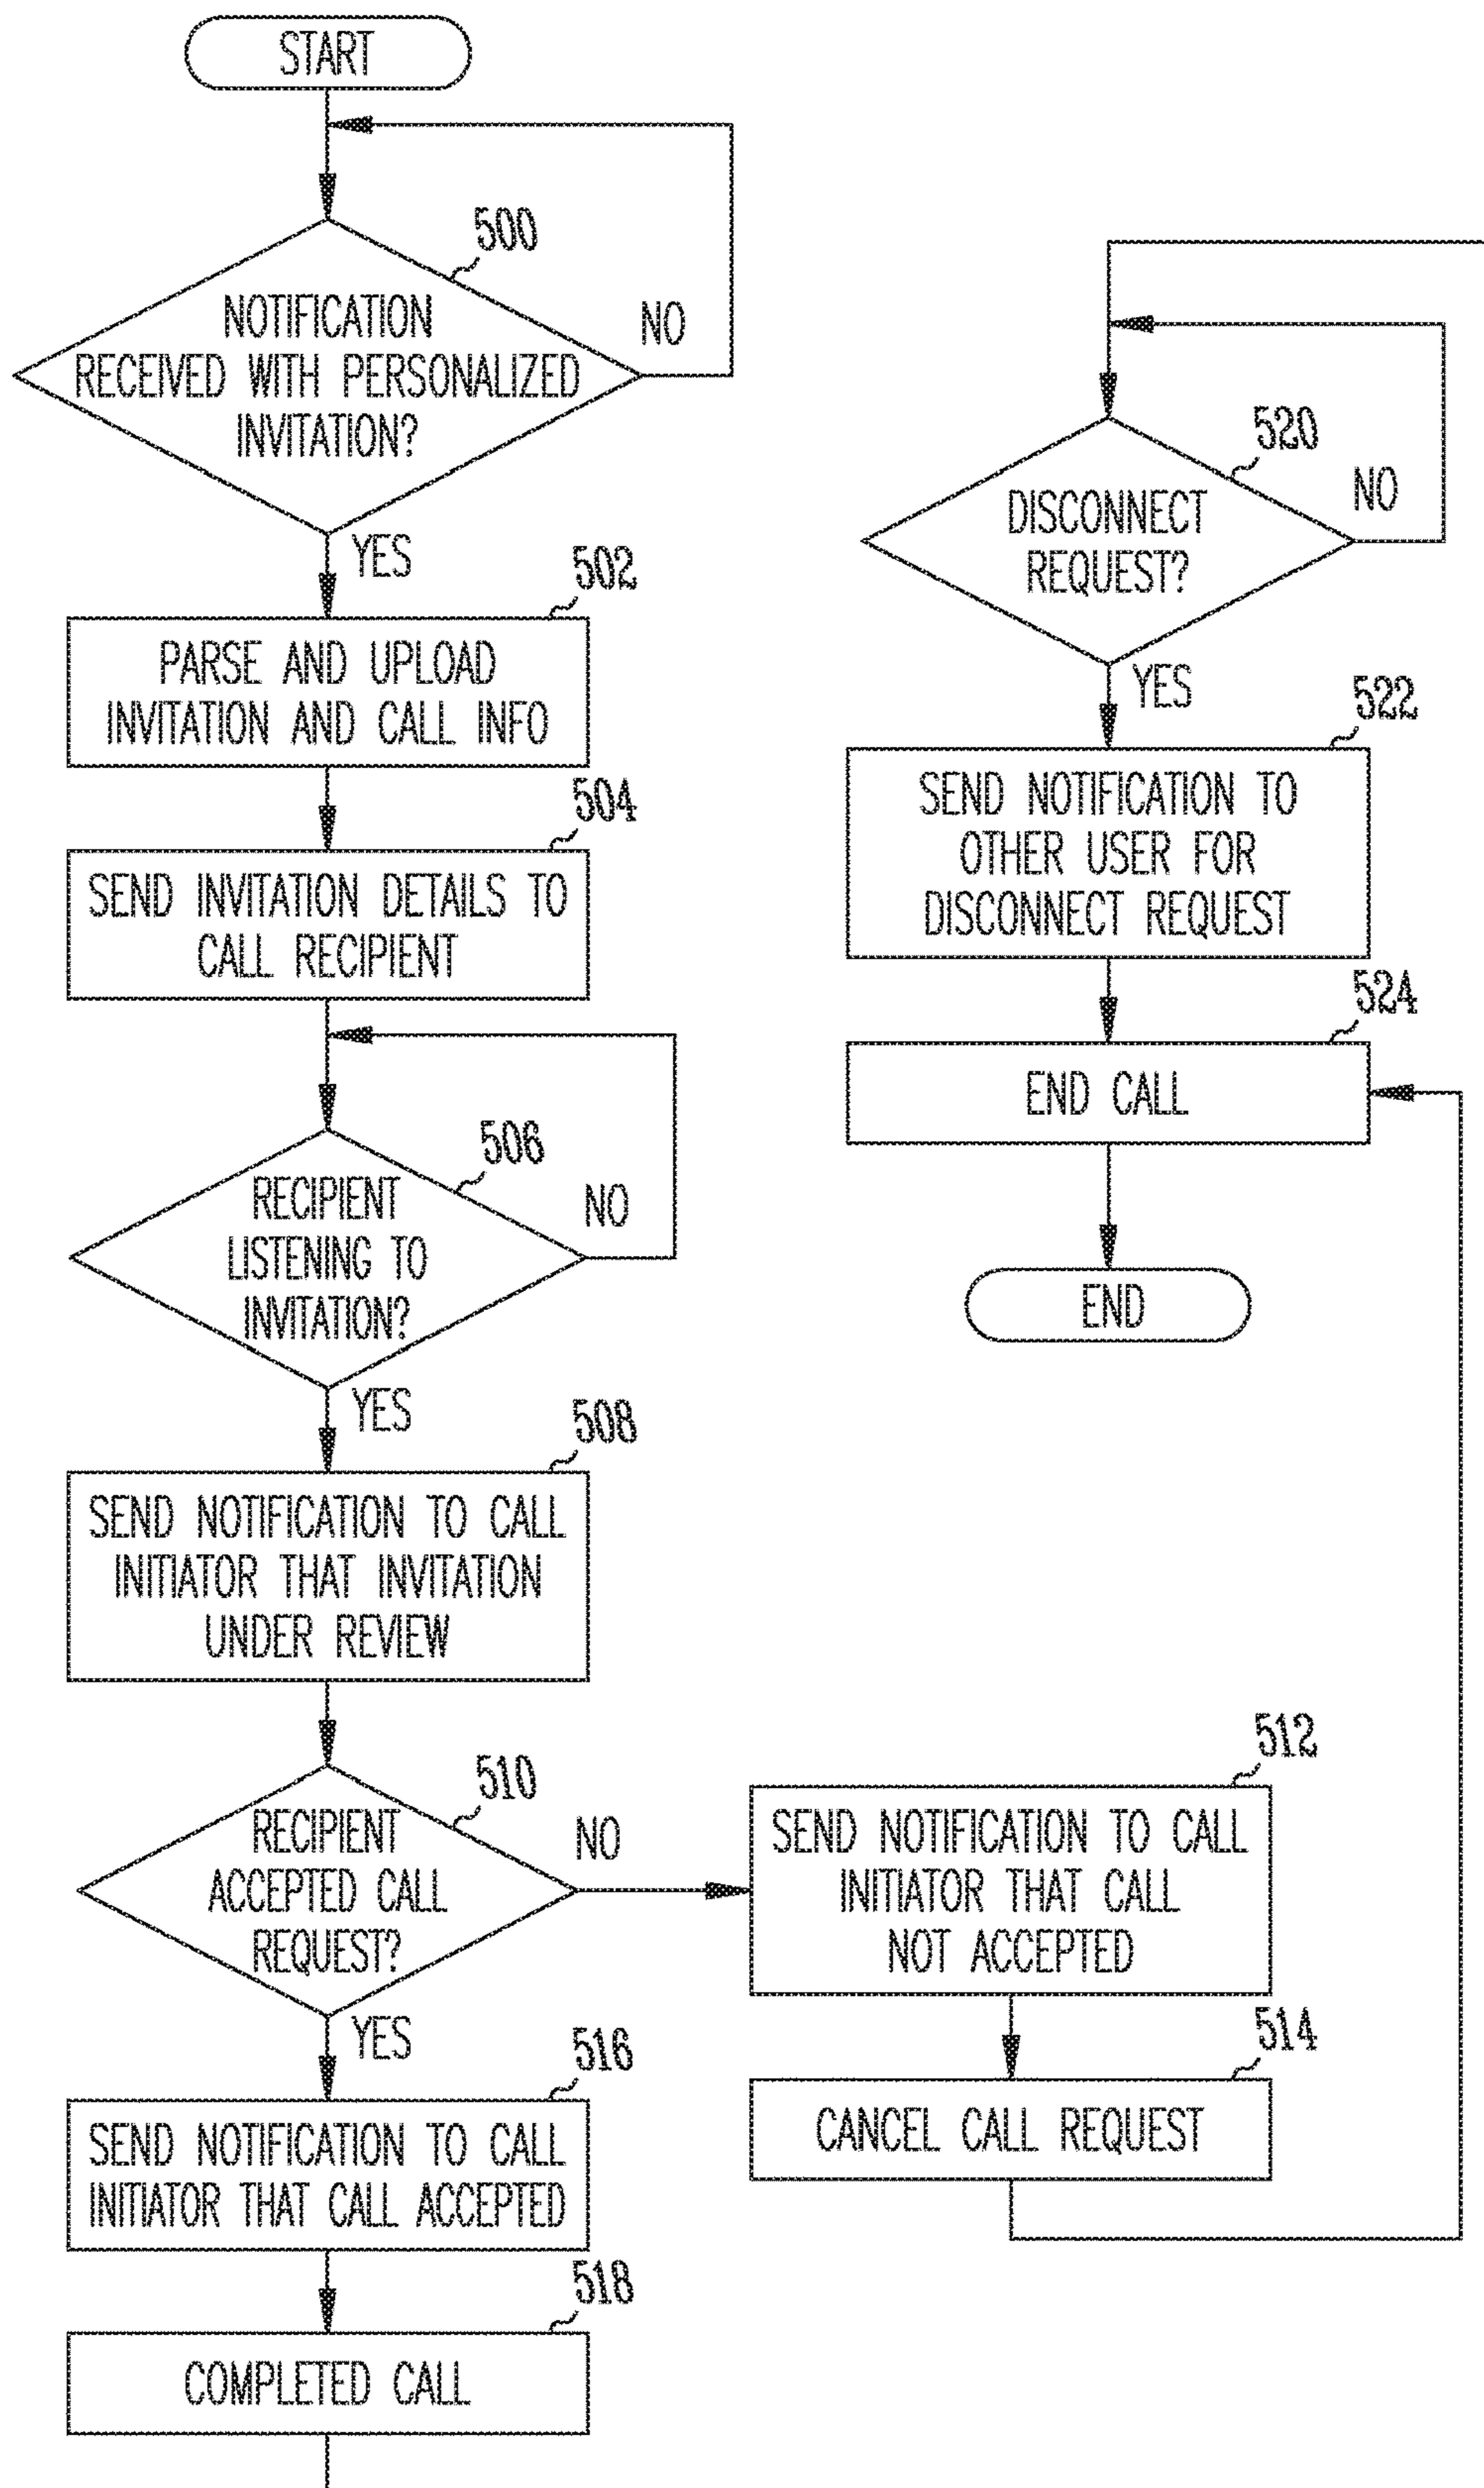 START
500
NOTIFICATION
RECEIVED WITH PERSONALIZED
INVITATION?
NO
YES
502
PARSE AND UPLOAD
INVITATION AND CALL INFO
504
SEND INVITATION DETAILS TO
CALL RECIPIENT
506
RECIPIENT
LISTENING TO
INVITATION?
NO
YES
508
SEND NOTIFICATION TO CALL
INITIATOR THAT INVITATION
UNDER REVIEW
510
RECIPIENT
ACCEPTED CALL
REQUEST?
NO
YES
512
SEND NOTIFICATION TO CALL
INITIATOR THAT CALL
NOT ACCEPTED
514
CANCEL CALL REQUEST
516
SEND NOTIFICATION TO CALL
INITIATOR THAT CALL ACCEPTED
518
COMPLETED CALL
520
DISCONNECT
REQUEST?
NO
YES
522
SEND NOTIFICATION TO
OTHER USER FOR
DISCONNECT REQUEST
524
END CALL
END